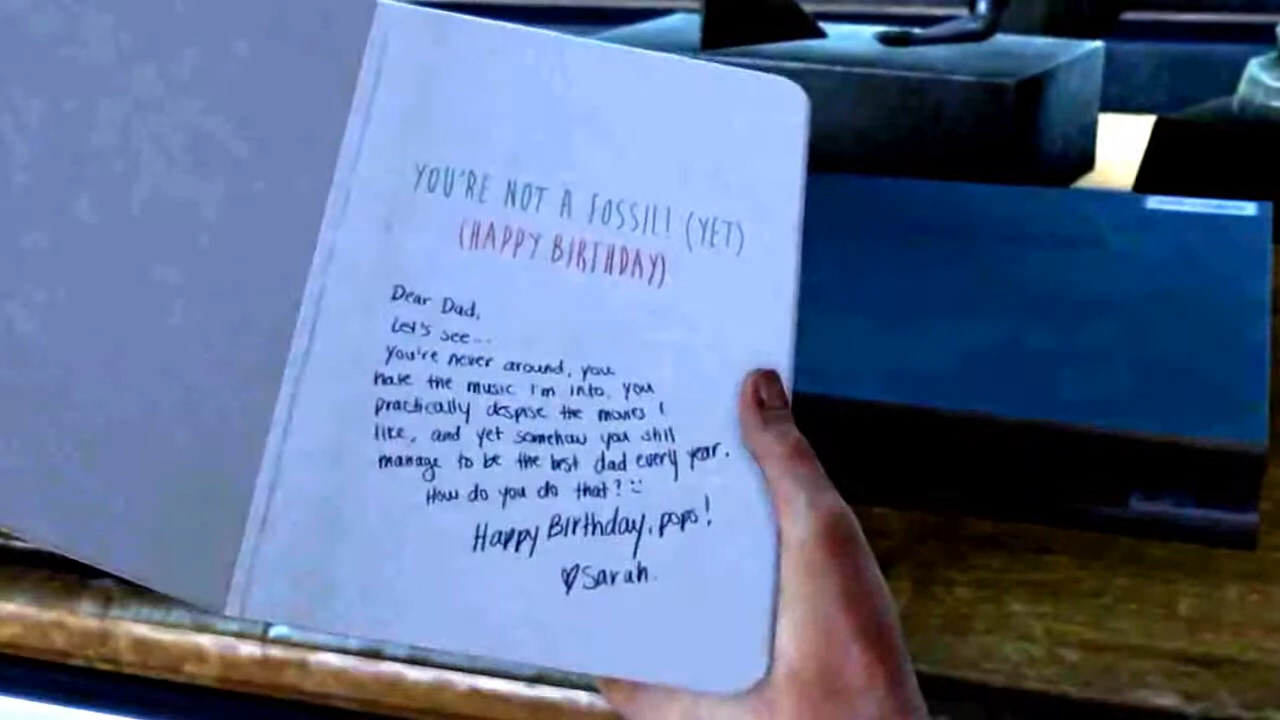 YOU'RE NOT A FOSSIL! (YET)
(HAPPY BIRTHDAY)
Dear Dad,
Let's see...
you're never around, you
hate the music I'm into, you
practically despise the movies I
like, and yet somehow you still
manage to be the best dad every year.
How do you do that? :)
Happy Birthday, pops!
♥Sarah.